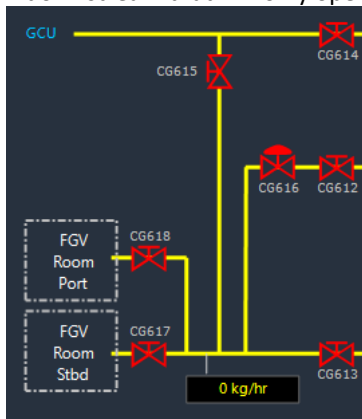 GCU
CG614
CG615
CG616
CG612
FGV
Room
Port
CG618
FGV
Room
Stbd
CG617
CG613
0 kg/hr